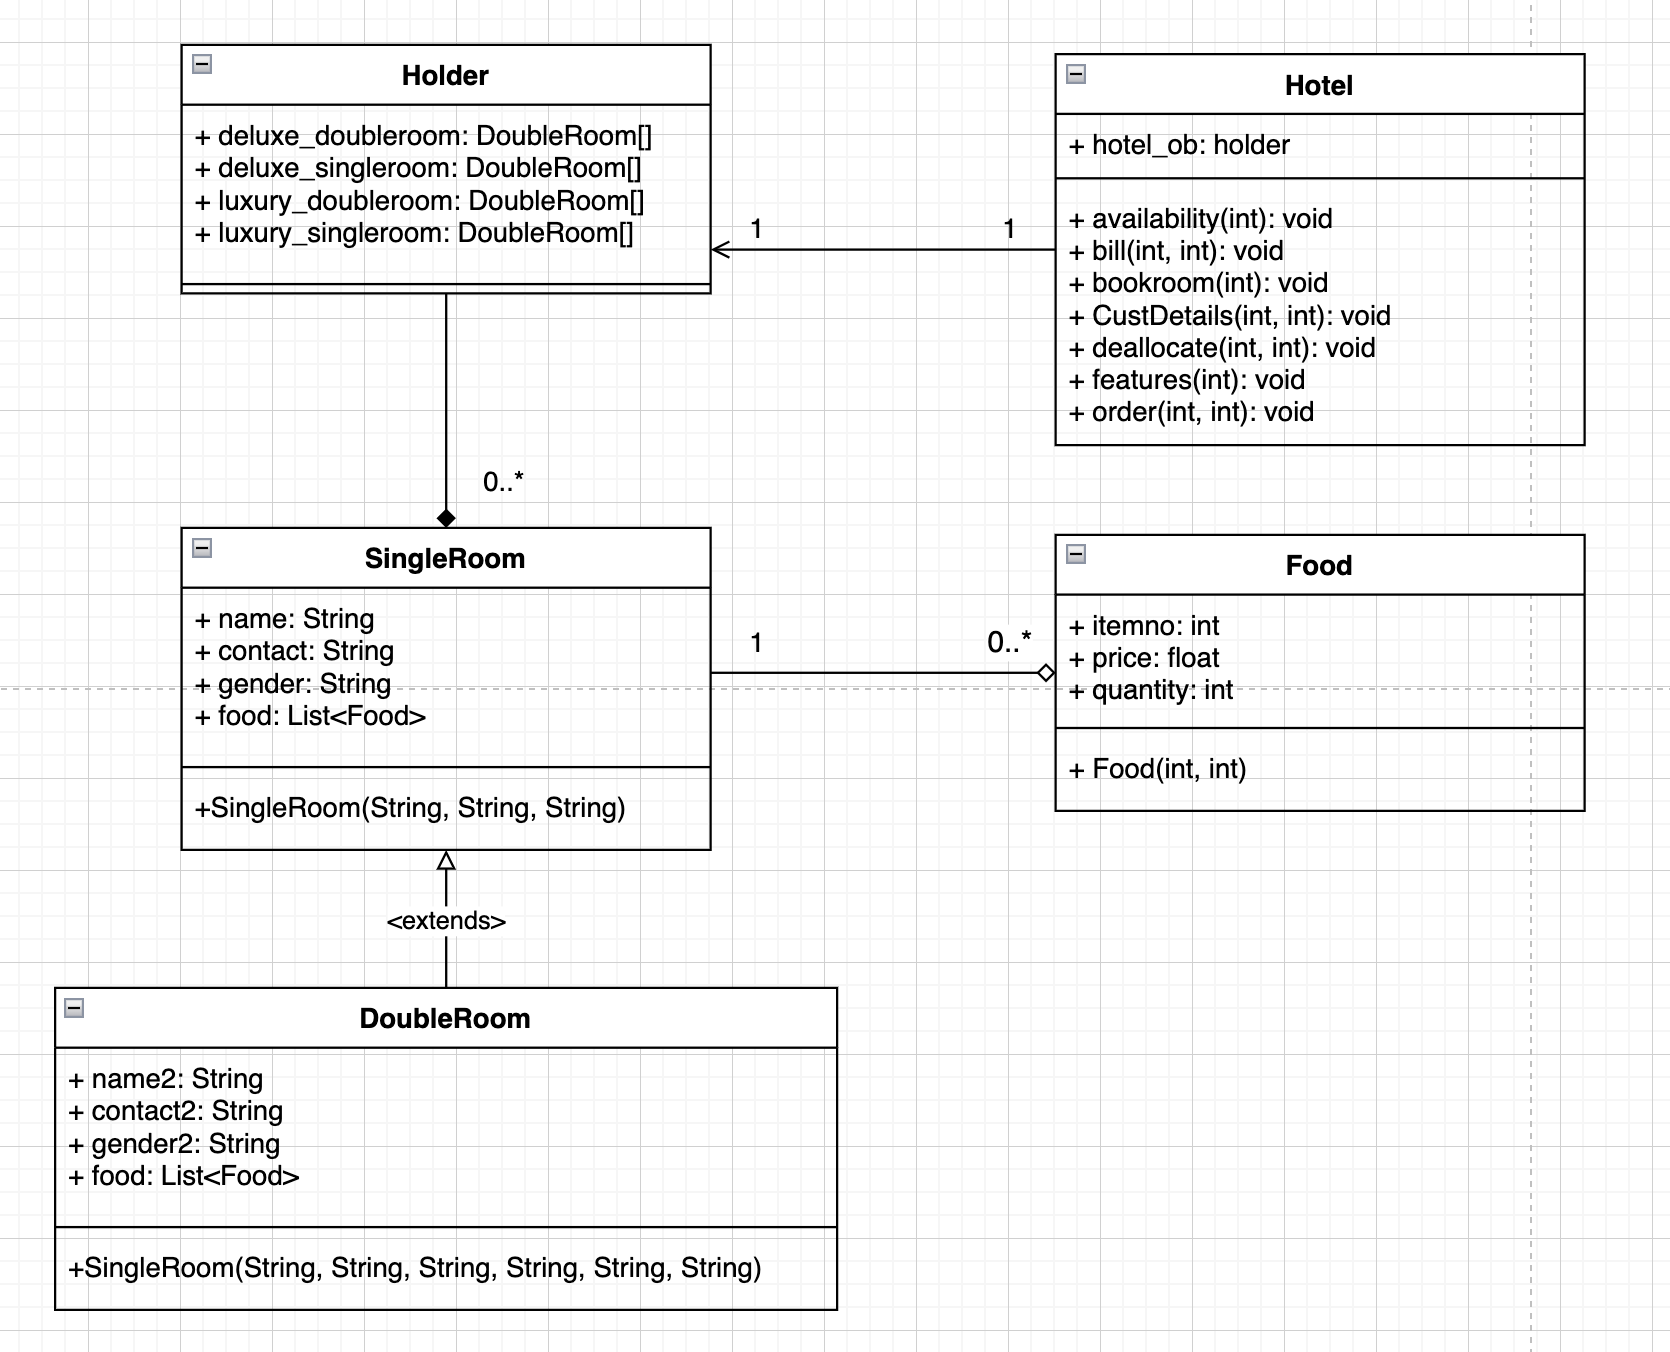 Holder
+ deluxe_doubleroom: DoubleRoom[]
+ deluxe_singleroom: DoubleRoom[]
+ luxury_doubleroom: DoubleRoom[]
+ luxury_singleroom: DoubleRoom[]
Hotel
+ hotel_ob: holder
+ availability(int): void
+ bill(int, int): void
+ bookroom(int): void
+ CustDetails(int, int): void
+ deallocate(int, int): void
+ features(int): void
+ order(int, int): void
1
1
0..*
SingleRoom
+ name: String
+ contact: String
+ gender: String
+ food: List<Food>
+SingleRoom(String, String, String)
1
0..*
Food
+ itemno: int
+ price: float
+ quantity: int
+ Food(int, int)
<extends>
DoubleRoom
+ name2: String
+ contact2: String
+ gender2: String
+ food: List<Food>
+SingleRoom(String, String, String, String, String, String)